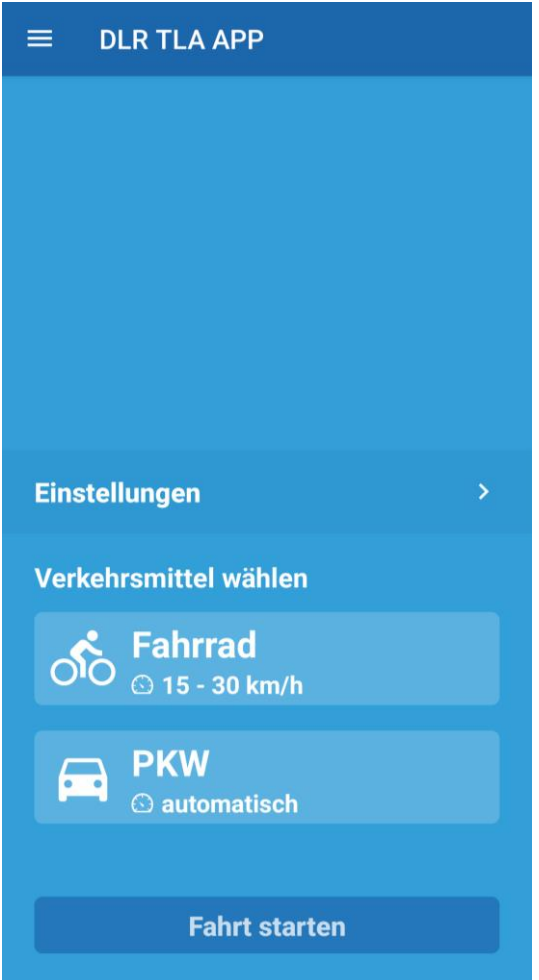 DLR TLA APP
Einstellungen
Verkehrsmittel wählen
Fahrrad
15 - 30 km/h
PKW
automatisch
Fahrt starten